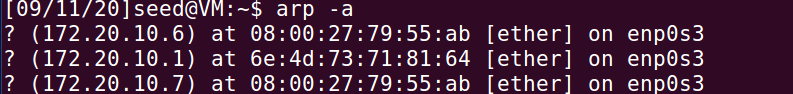 [09/11/20]seed@VM:~$ arp -a
? (172.20.10.6) at 08:00:27:79:55:ab [ether] on enp0s3
? (172.20.10.1) at 6e:4d:73:71:81:64 [ether] on enp0s3
? (172.20.10.7) at 08:00:27:79:55:ab [ether] on enp0s3